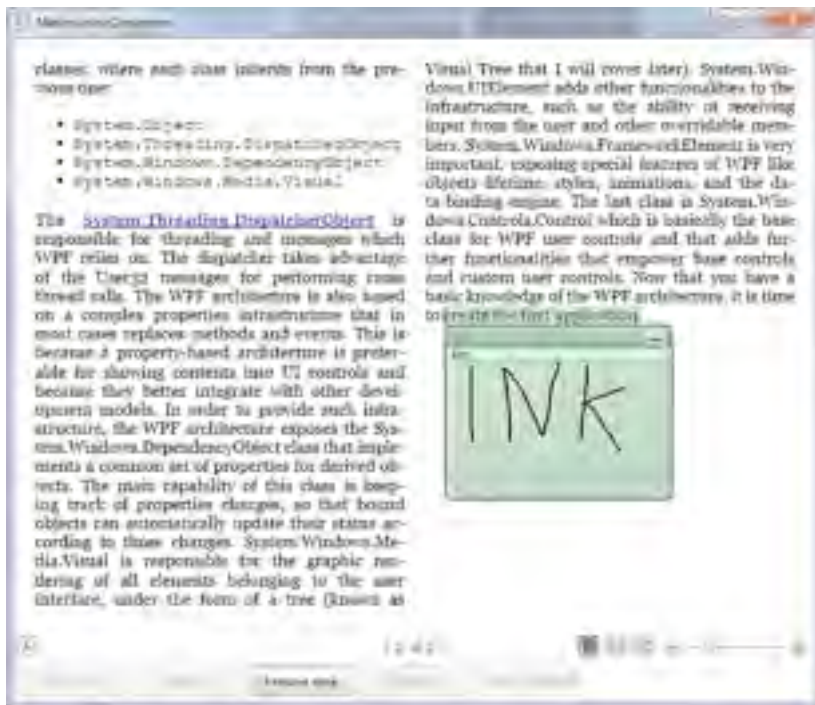 classes, where each class inherits from the pre-
vious one:
• System.Object
• System.Threading.DispatcherObject
• System.Windows.DependencyObject
• System.Windows.Media.Visual
The System.Threading.DispatcherObject is
responsible for threading and messages which
WPF relies on. The dispatcher takes advantage
of the User32 messages for performing cross
thread calls. The WPF architecture is also based
on a complex properties infrastructure that in
most cases replaces methods and events. This is
because a property-based architecture is prefer-
able for showing contents into UI controls and
because they better integrate with other devel-
opment models. In order to provide such infra-
structure, the WPF architecture exposes the Sys-
tem.Windows.DependencyObject class that imple-
ments a common set of properties for derived ob-
jects. The main capability of this class is keep-
ing track of properties changes, so that bound
objects can automatically update their status ac-
cording to those changes. System.Windows.Me-
dia.Visual is responsible for the graphic ren-
dering of all elements belonging to the user
interface, under the form of a tree (known as
Visual Tree that I will cover later). System.Win-
dows.UIElement adds other functionalities to the
infrastructure, such as the ability of receiving
input from the user and other overridable mem-
bers. System.Windows.FrameworkElement is very
important, exposing special features of WPF like
objects lifetime, styles, animations, and the da-
ta-binding engine. The last class is System.Win-
dows.Controls.Control which is basically the base
class for WPF user controls and that adds fur-
ther functionalities that empower base controls
and custom user controls. Now that you have a
basic knowledge of the WPF architecture, it is time
to create the first application.
INK